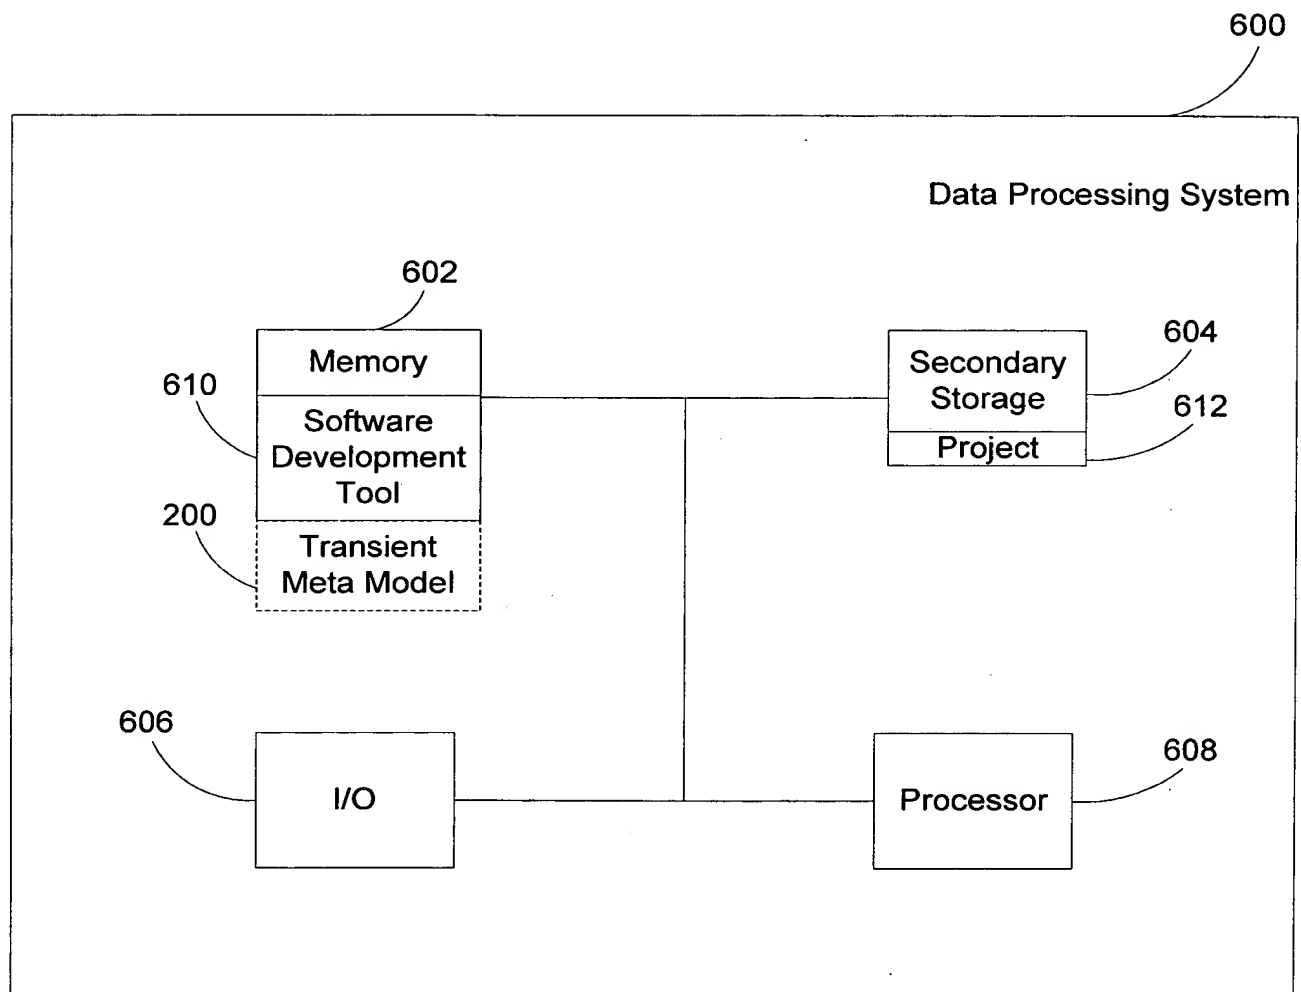 600
Data Processing System
602
Memory
610
Software
Development
Tool
200
Transient
Meta Model
Secondary
Storage
604
Project
612
606
I/O
Processor
608